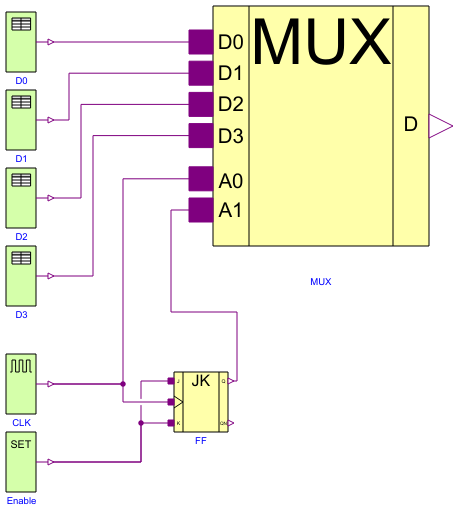 MUX
D0
D1
D2
D3
A0
A1
D
D0
D1
D2
D3
MUX
JK
J
Q
K
QN
FF
CLK
SET
Enable